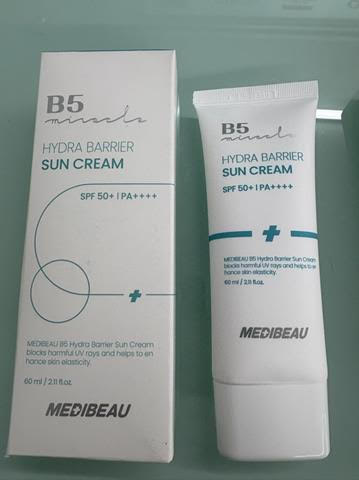 B5
miracle
HYDRA BARRIER
SUN CREAM
SPF 50+ I PA++++
MEDIBEAU B5 Hydra Barrier Sun Cream
blocks harmful UV rays and helps to en
hance skin elasticity.
60 ml / 2.11 fl.oz.
MEDIBEAU
B5
miracle
HYDRA BARRIER
SUN CREAM
SPF 50+ I PA++++
MEDIBEAU B5 Hydra Barrier Sun Cream
blocks harmful UV rays and helps to en
hance skin elasticity.
60 ml / 2.11 fl.oz.
MEDIBEAU